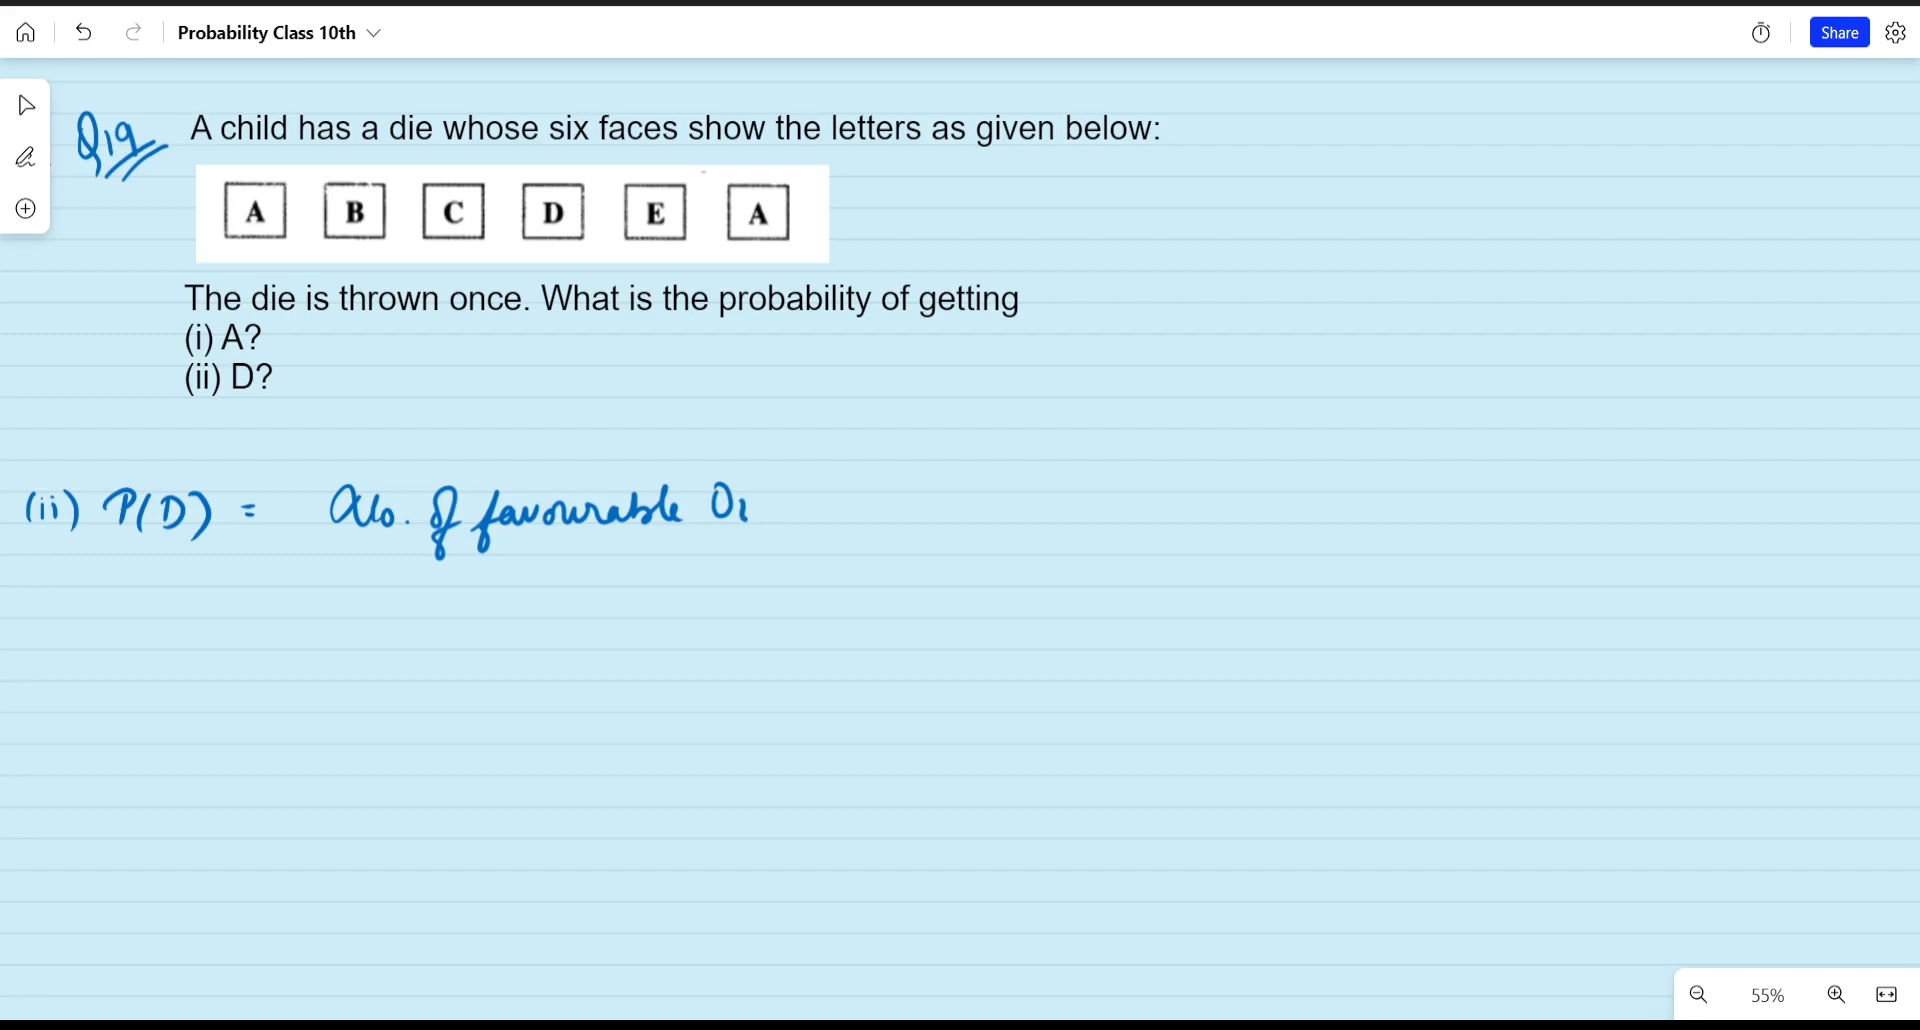 Probability Class 10th
Share
Q19 A child has a die whose six faces show the letters as given below:
A B C D E A
The die is thrown once. What is the probability of getting
(i) A?
(ii) D?
(ii) P(D) = No. of favourable
55%